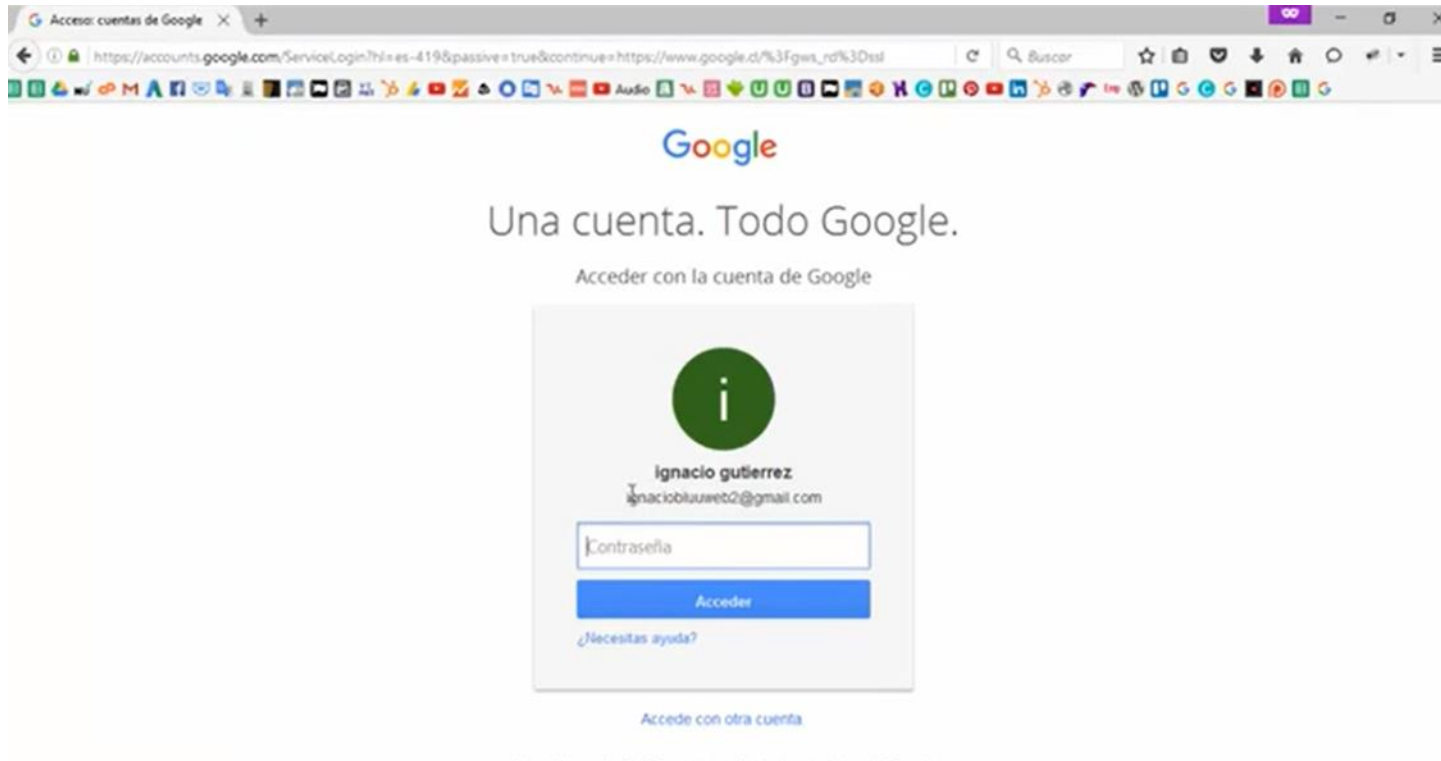 Acceso: cuentas de Google
https://accounts.google.com/ServiceLogin?hl=es-419&passive=true&continue=https://www.google.cl/%3Fgws_rd%3Dssl
Buscar
Audio
Google
Una cuenta. Todo Google.
Acceder con la cuenta de Google
i
ignacio gutierrez
ignaciobluuweb2@gmail.com
Contraseña
Acceder
¿Necesitas ayuda?
Accede con otra cuenta